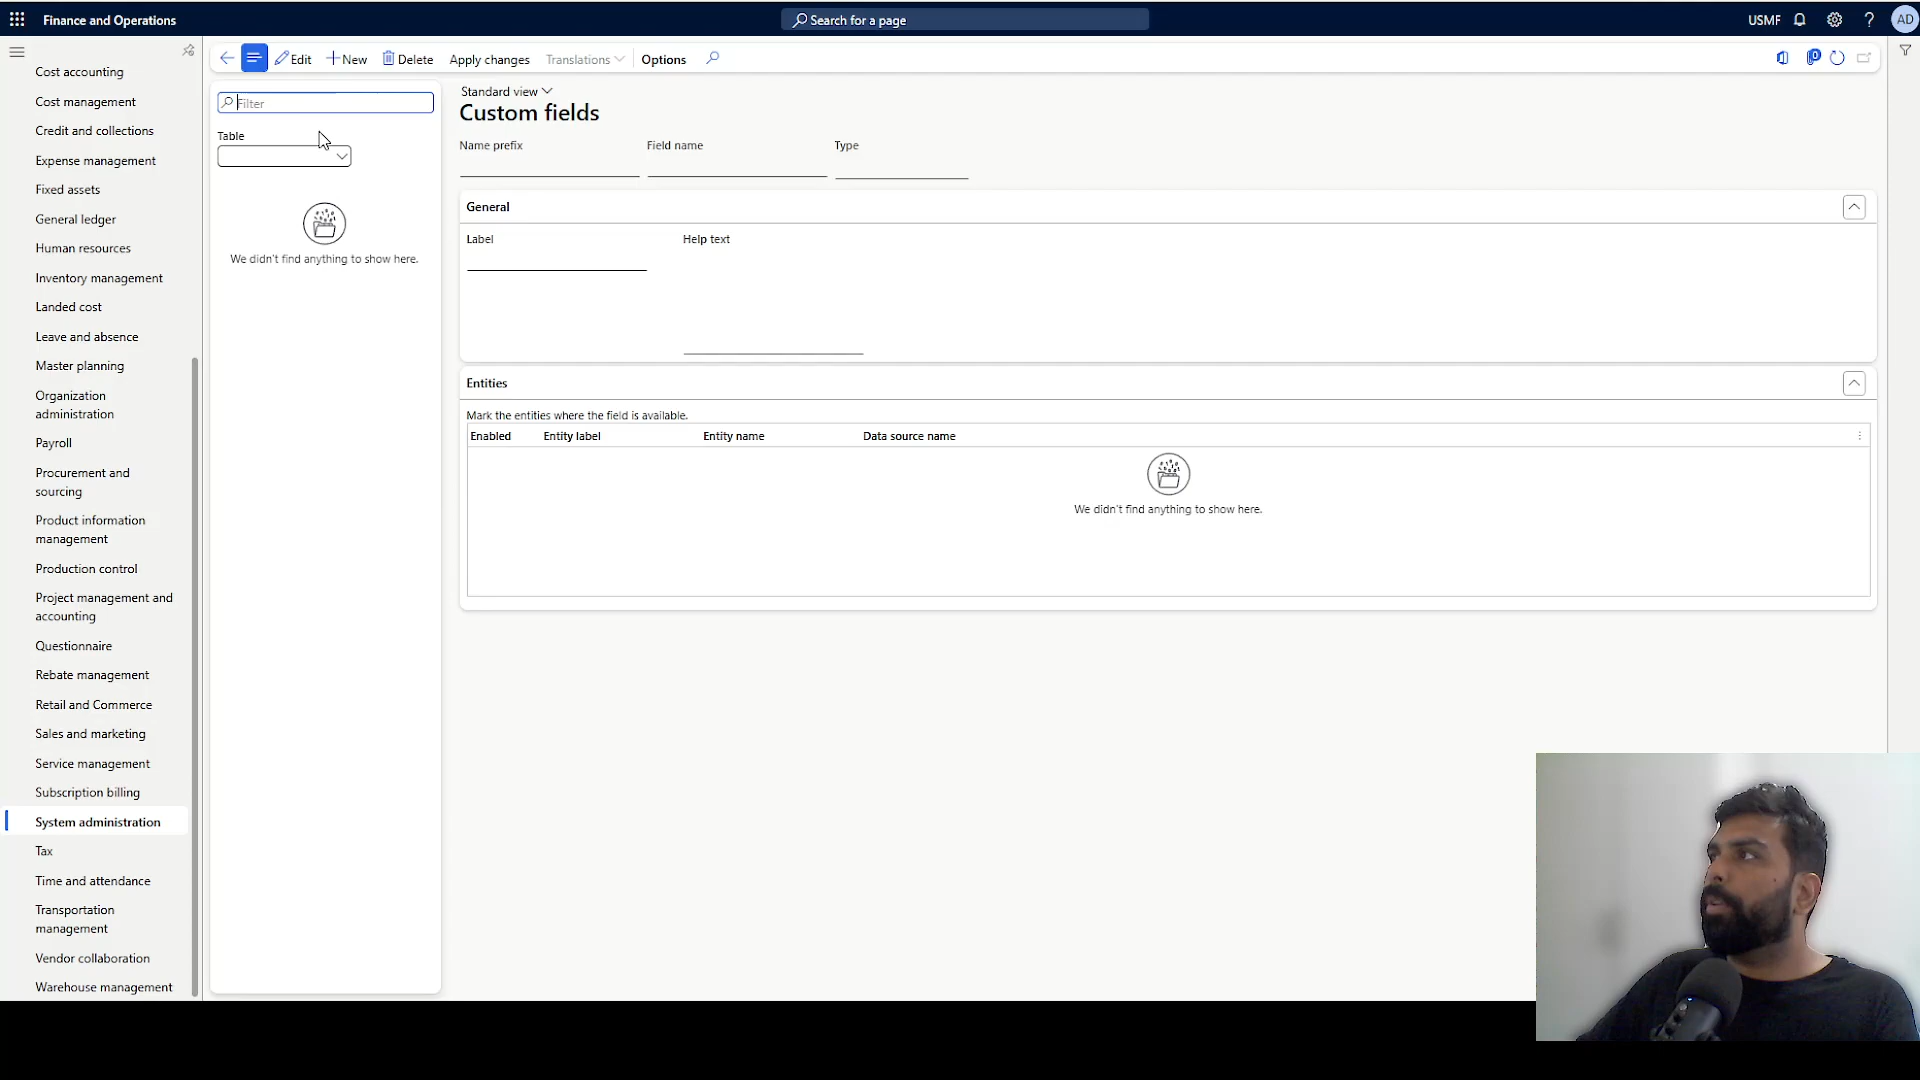 Finance and Operations
Search for a page
USMF
AD
Edit
New
Delete
Apply changes
Translations
Options
0
Cost accounting
Cost management
Credit and collections
Expense management
Fixed assets
General ledger
Human resources
Inventory management
Landed cost
Leave and absence
Master planning
Organization
administration
Payroll
Procurement and
sourcing
Product information
management
Production control
Project management and
accounting
Questionnaire
Rebate management
Retail and Commerce
Sales and marketing
Service management
Subscription billing
System administration
Tax
Time and attendance
Transportation
management
Vendor collaboration
Warehouse management
Filter
Table
We didn't find anything to show here.
Standard view
Custom fields
Name prefix
Field name
Type
General
Label
Help text
Entities
Mark the entities where the field is available.
Enabled
Entity label
Entity name
Data source name
We didn't find anything to show here.